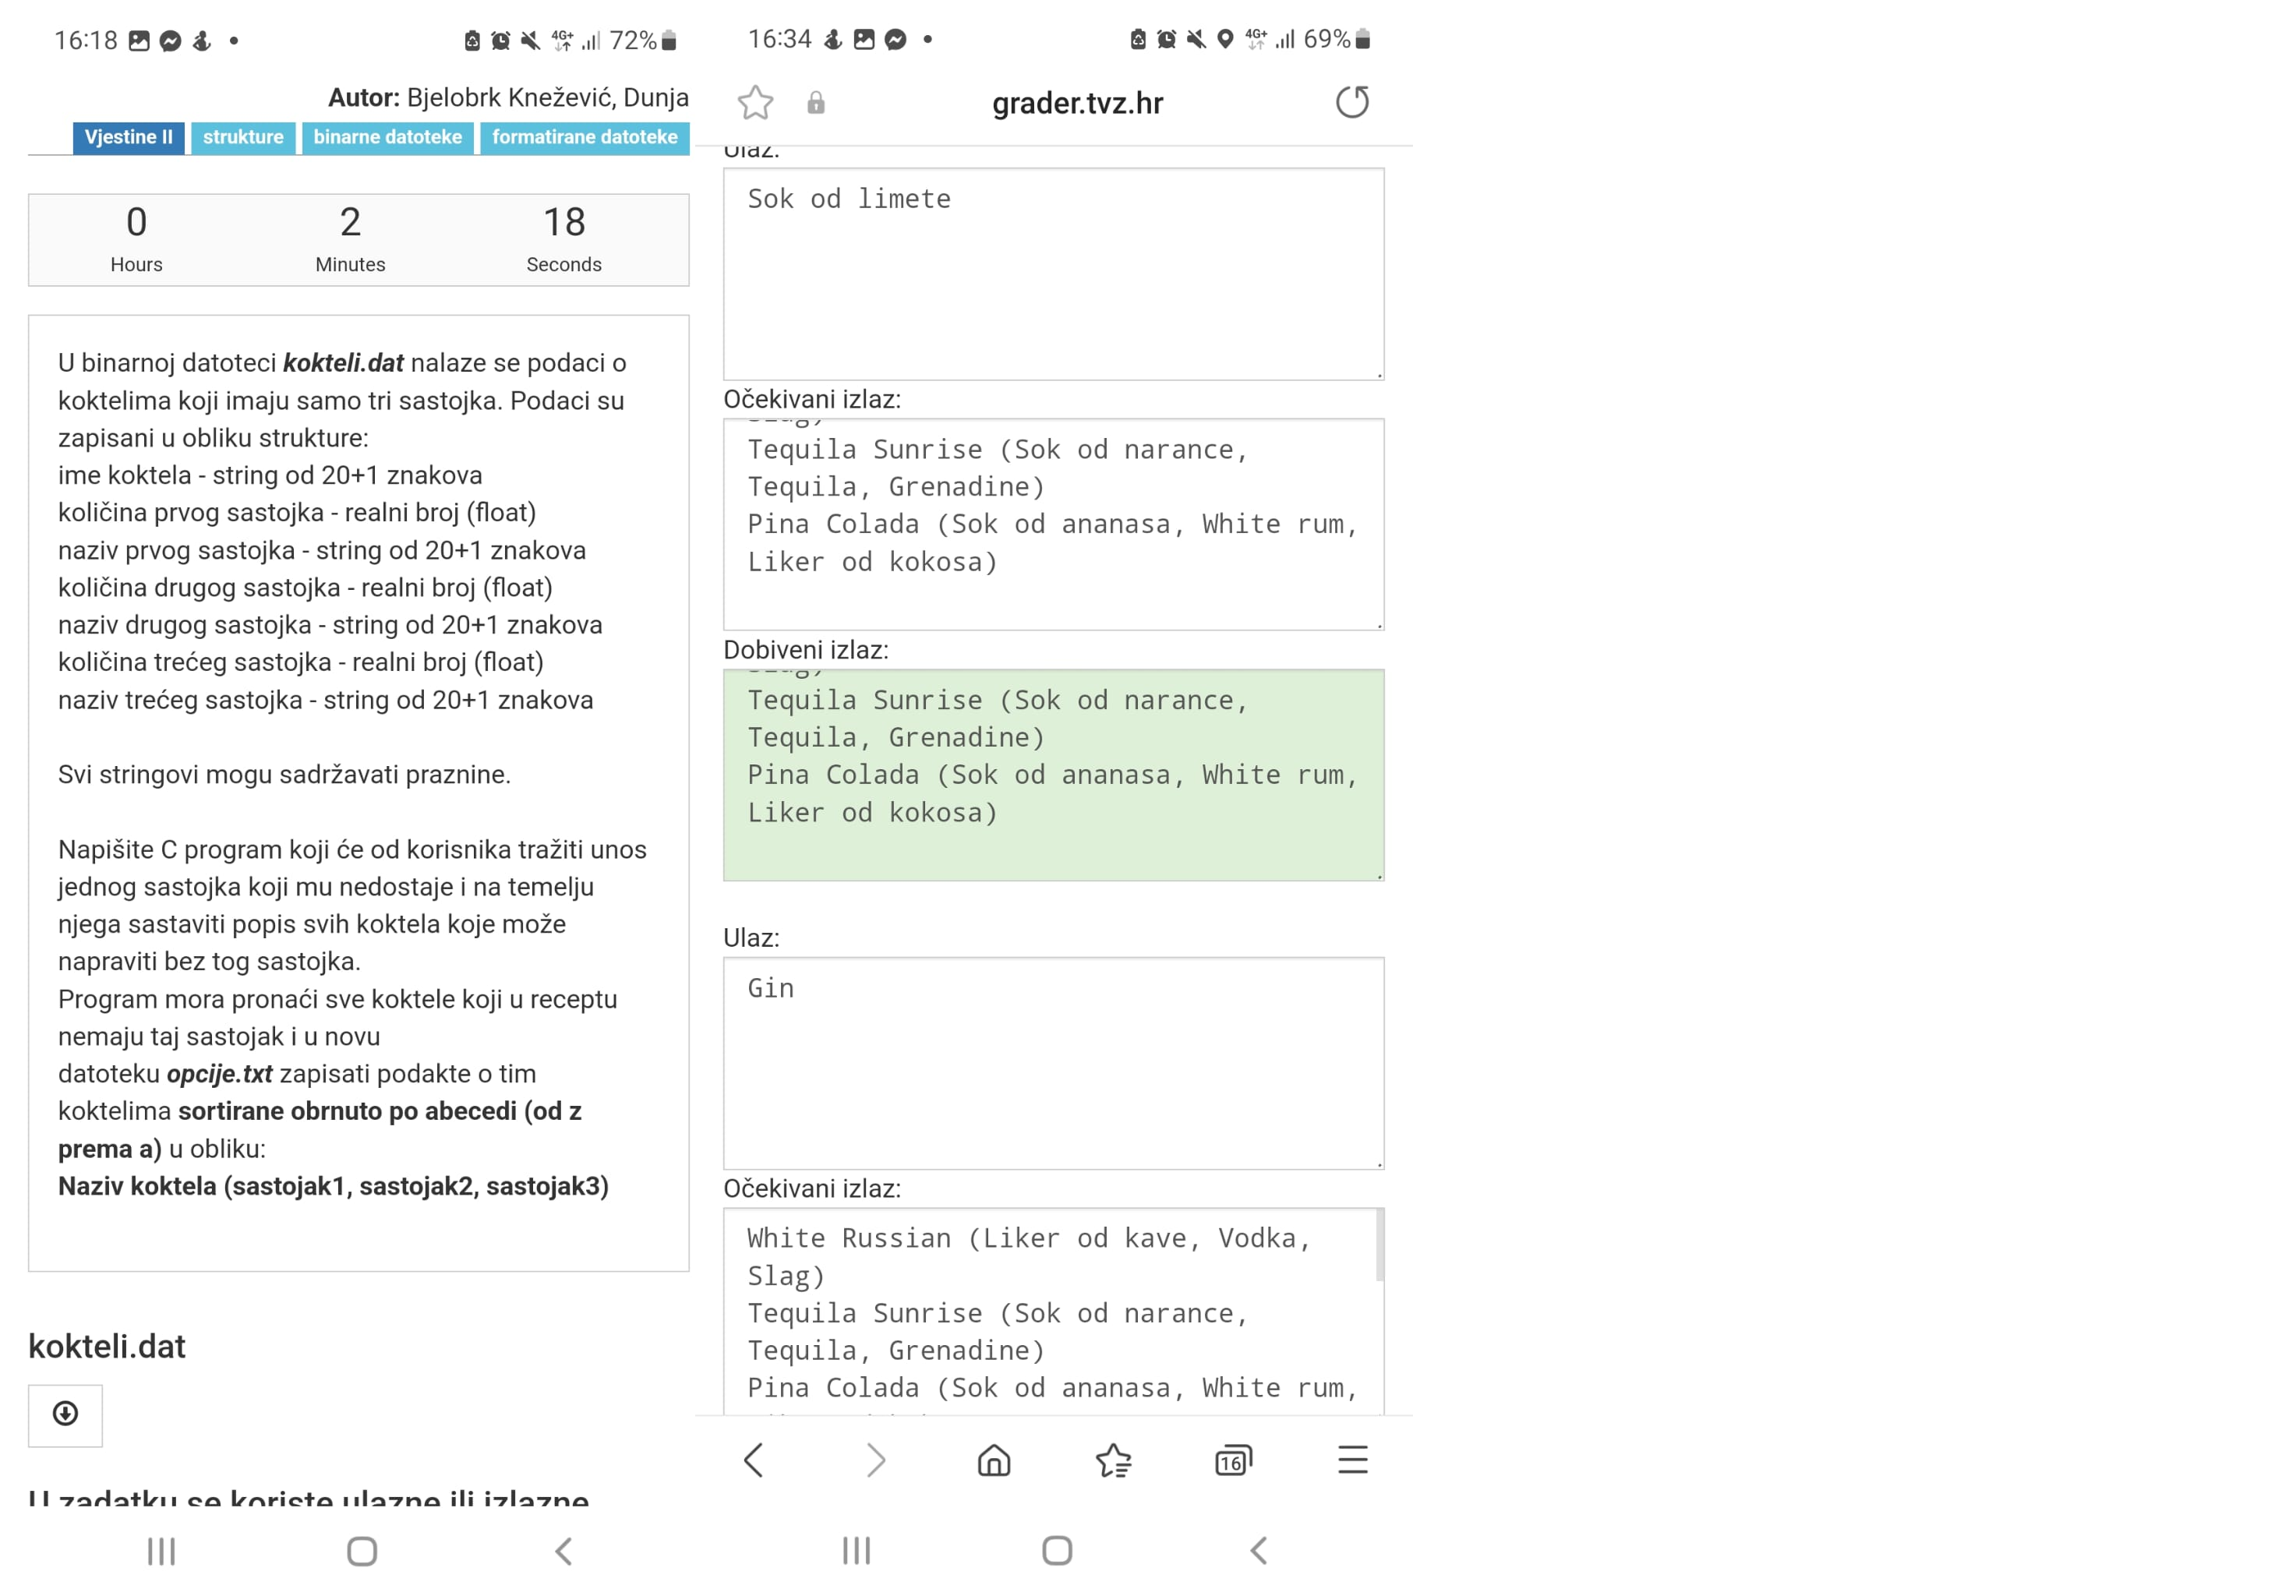 16:18
72%
Autor: Bjelobrk Knežević, Dunja
Vjestine II strukture binarne datoteke formatirane datoteke
0 2 18
Hours Minutes Seconds
U binarnoj datoteci kokteli.dat nalaze se podaci o
koktelima koji imaju samo tri sastojka. Podaci su
zapisani u obliku strukture:
ime koktela - string od 20+1 znakova
količina prvog sastojka - realni broj (float)
naziv prvog sastojka - string od 20+1 znakova
količina drugog sastojka - realni broj (float)
naziv drugog sastojka - string od 20+1 znakova
količina trećeg sastojka - realni broj (float)
naziv trećeg sastojka - string od 20+1 znakova
Svi stringovi mogu sadržavati praznine.
Napišite C program koji će od korisnika tražiti unos
jednog sastojka koji mu nedostaje i na temelju
njega sastaviti popis svih koktela koje može
napraviti bez tog sastojka.
Program mora pronaći sve koktele koji u receptu
nemaju taj sastojak i u novu
datoteku opcije.txt zapisati podakte o tim
koktelima sortirane obrnuto po abecedi (od z
prema a) u obliku:
Naziv koktela (sastojak1, sastojak2, sastojak3)
kokteli.dat
U zadatku se koriste ulazne ili izlazne
16:34
4G+ 69%
grader.tvz.hr
Ulaz:
Sok od limete
Očekivani izlaz:
Slag)
Tequila Sunrise (Sok od narance,
Tequila, Grenadine)
Pina Colada (Sok od ananasa, White rum,
Liker od kokosa)
Dobiveni izlaz:
Slag)
Tequila Sunrise (Sok od narance,
Tequila, Grenadine)
Pina Colada (Sok od ananasa, White rum,
Liker od kokosa)
Ulaz:
Gin
Očekivani izlaz:
White Russian (Liker od kave, Vodka,
Slag)
Tequila Sunrise (Sok od narance,
Tequila, Grenadine)
Pina Colada (Sok od ananasa, White rum,
16